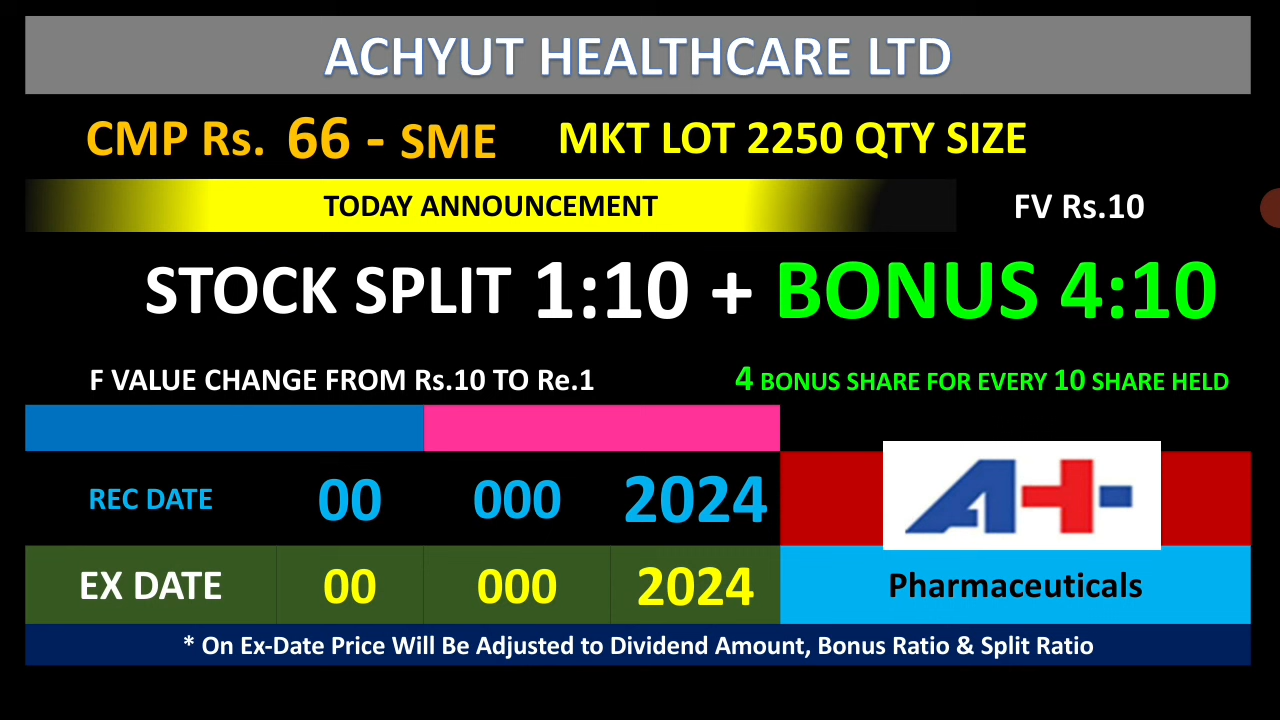 ACHYUT HEALTHCARE LTD
CMP Rs. 66 - SME MKT LOT 2250 QTY SIZE
TODAY ANNOUNCEMENT FV Rs.10
STOCK SPLIT 1:10 + BONUS 4:10
F VALUE CHANGE FROM Rs.10 TO Re.1 4 BONUS SHARE FOR EVERY 10 SHARE HELD
REC DATE 00 000 2024
A+-
EX DATE 00 000 2024 Pharmaceuticals
* On Ex-Date Price Will Be Adjusted to Dividend Amount, Bonus Ratio & Split Ratio